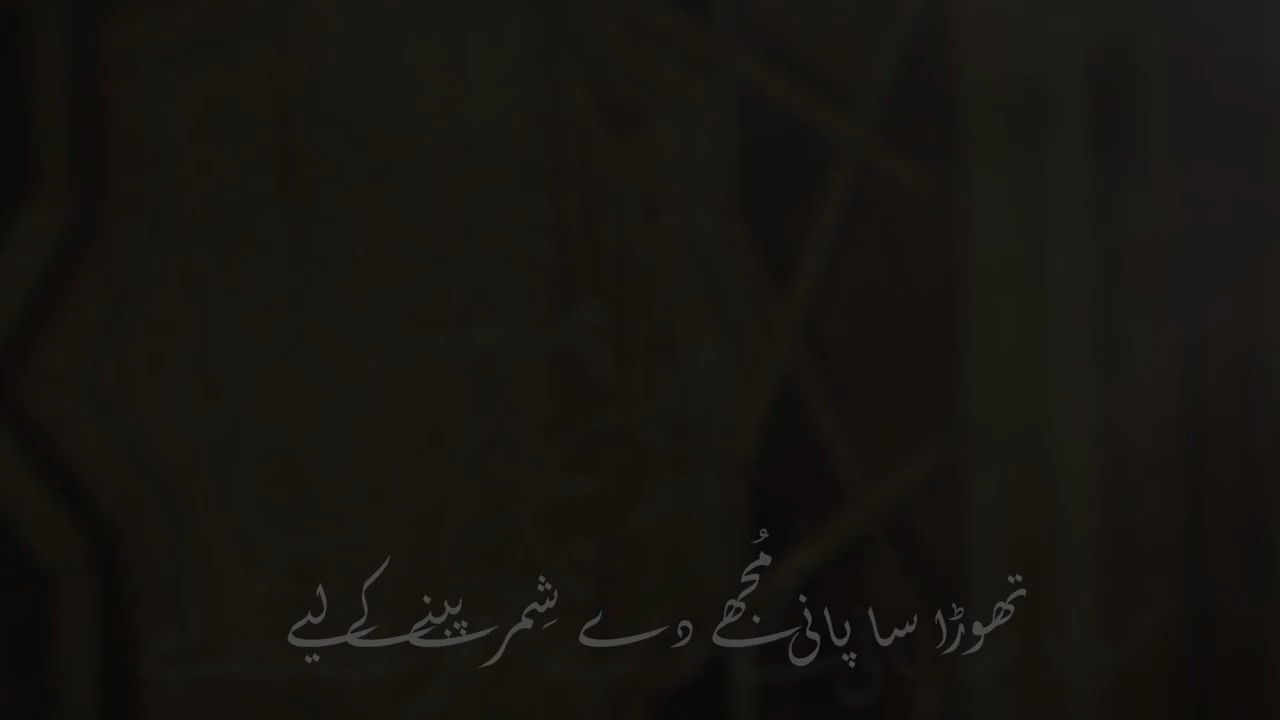 تھوڑا سا پانی مُجھے دے شِمر پینے کے لیے